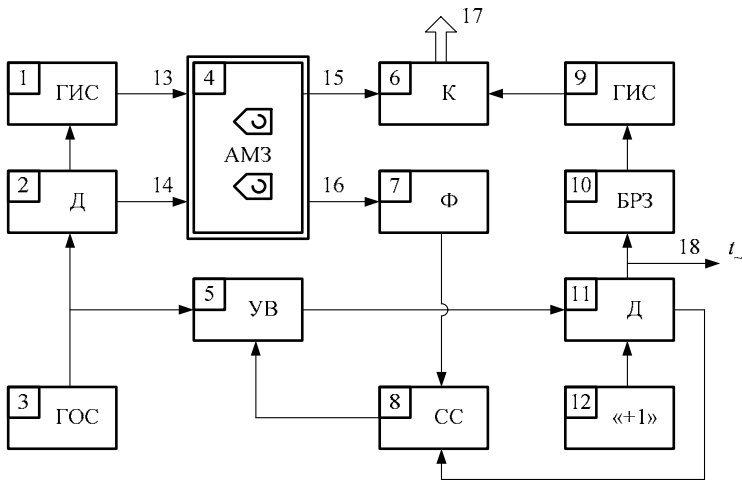 17
1 ГИС
13
4 АМЗ
15
6 К
9 ГИС
2 Д
14
16
7 Ф
10 БРЗ
18
t~
5 УВ
11 Д
3 ГОС
8 СС
12 «+1»